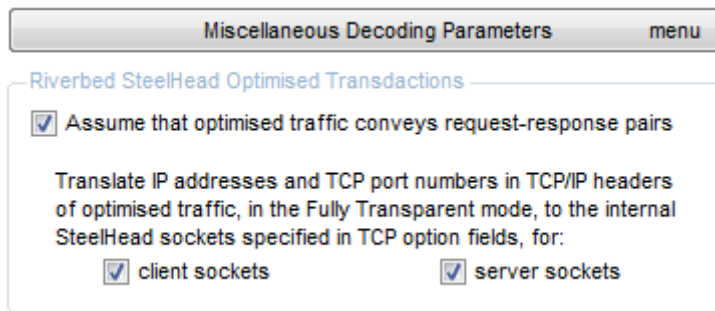 Miscellaneous Decoding Parameters menu
Riverbed SteelHead Optimised Transdactions
Assume that optimised traffic conveys request-response pairs
Translate IP addresses and TCP port numbers in TCP/IP headers
of optimised traffic, in the Fully Transparent mode, to the internal
SteelHead sockets specified in TCP option fields, for:
client sockets server sockets